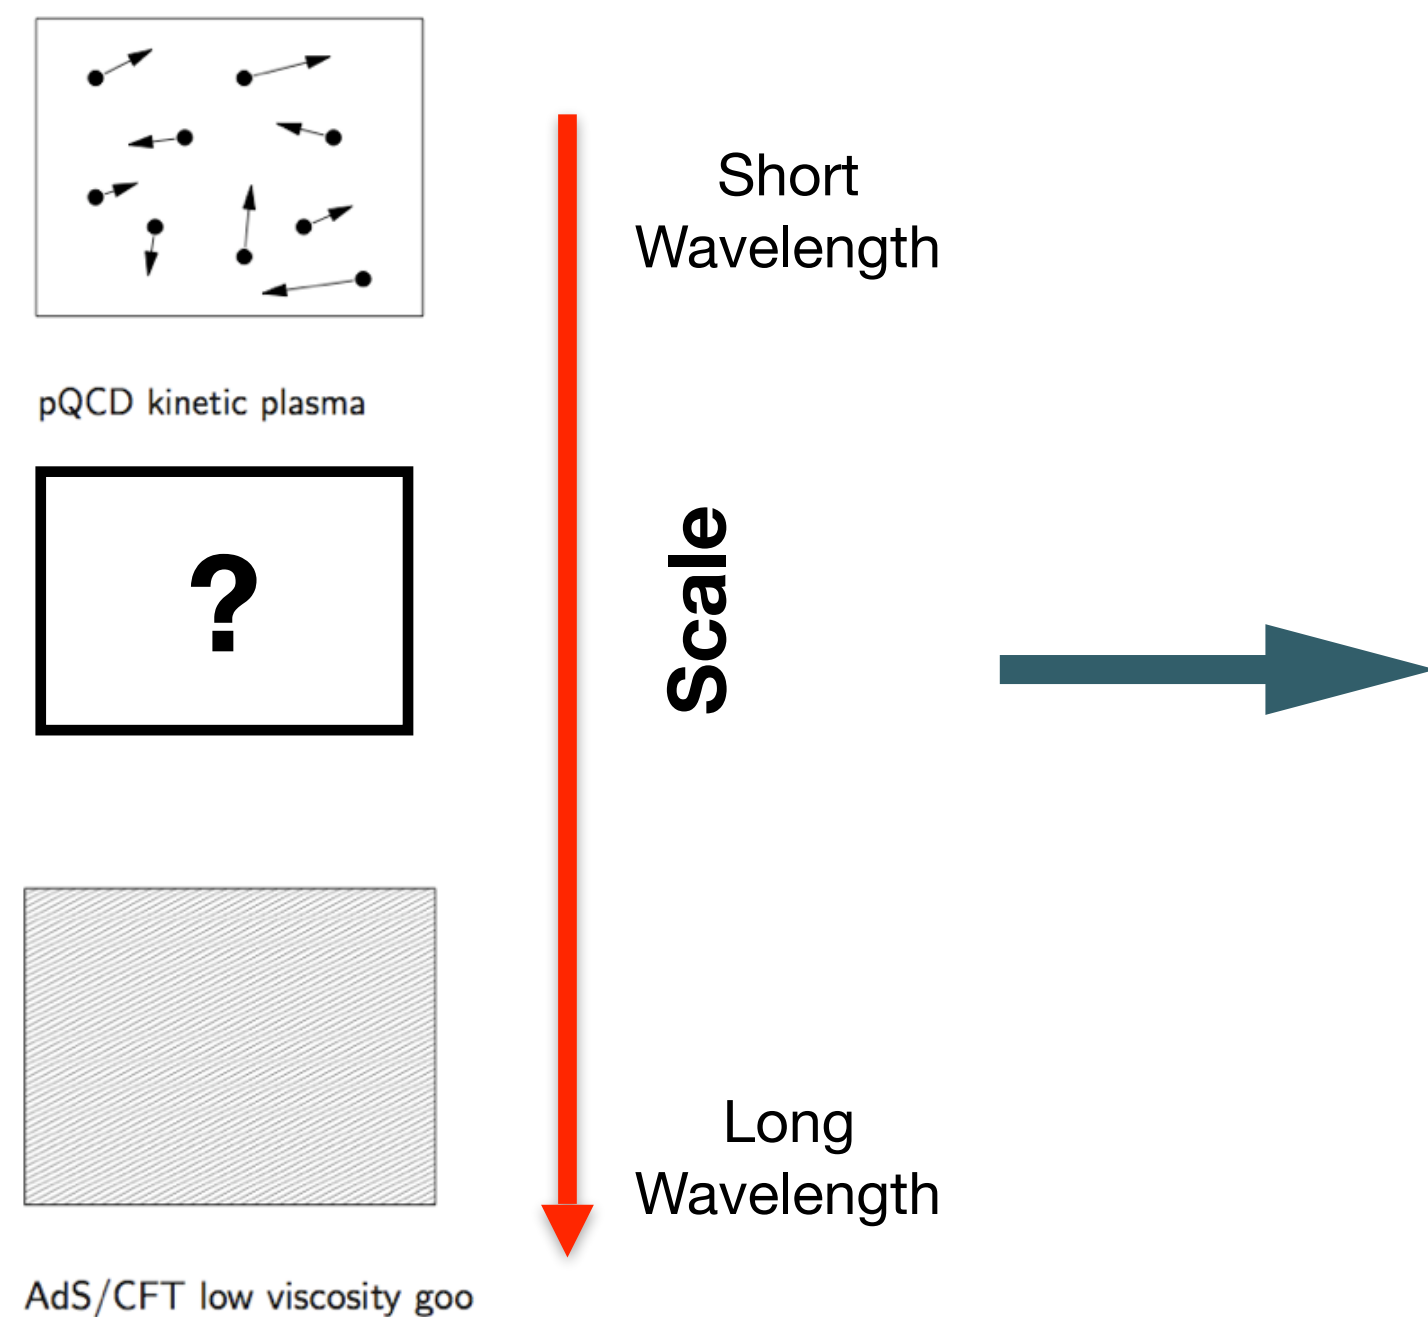 Short
Wavelength
pQCD kinetic plasma
?
Scale
Long
Wavelength
AdS/CFT low viscosity goo